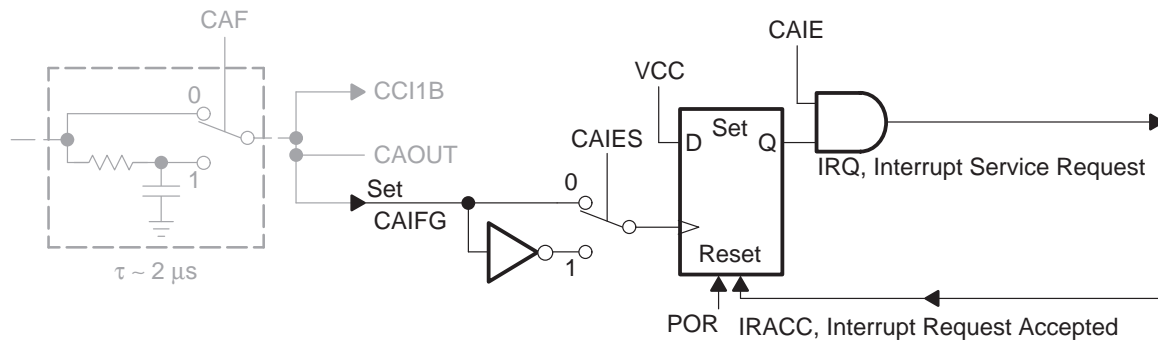 CAF
CAIE
VCC
0
CCI1B
Set
D
Q
CAIES
CAOUT
IRQ, Interrupt Service Request
1
Set
0
CAIFG
Reset
1
τ ~ 2 μs
POR
IRACC, Interrupt Request Accepted